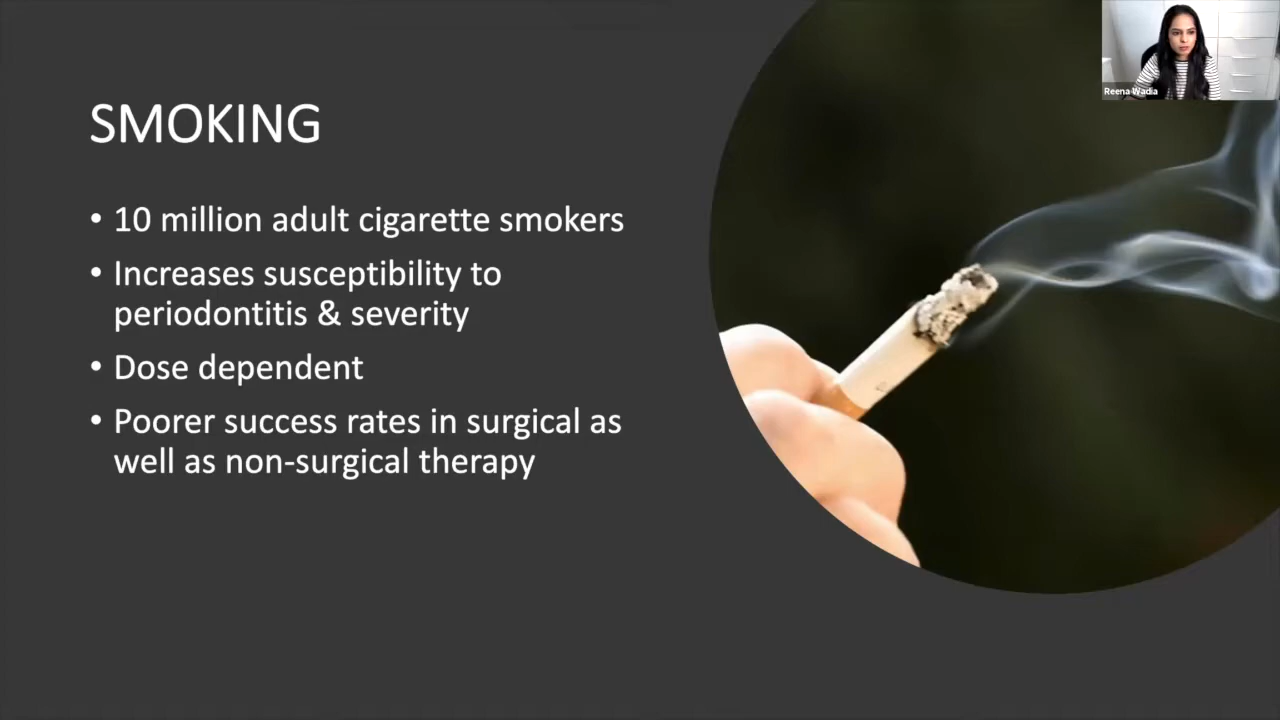 Reena Wadia
SMOKING
• 10 million adult cigarette smokers
• Increases susceptibility to
periodontitis & severity
• Dose dependent
• Poorer success rates in surgical as
well as non-surgical therapy